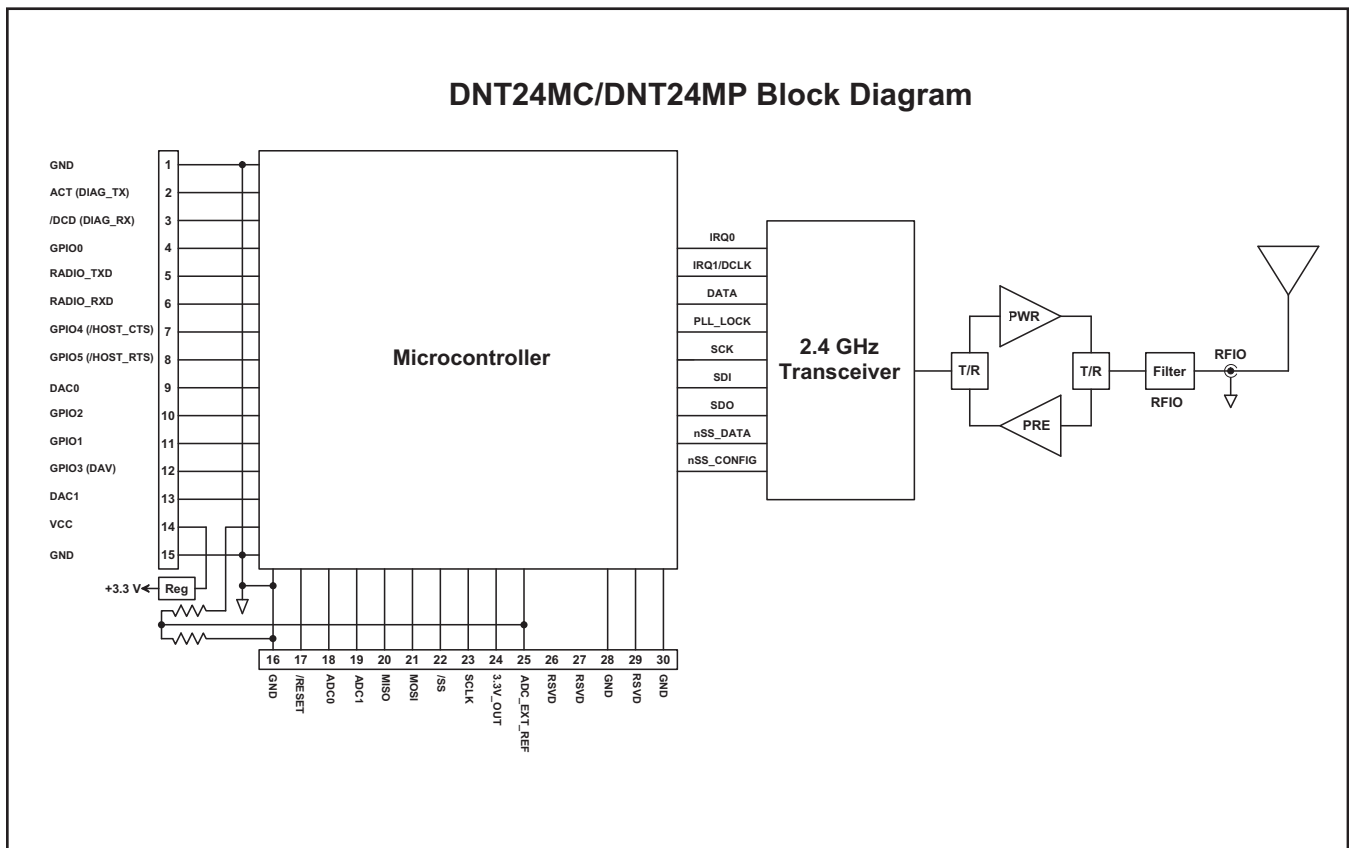 DNT24MC/DNT24MP Block Diagram
GND 1
ACT (DIAG_TX) 2
/DCD (DIAG_RX) 3
GPIO0 4
RADIO_TXD 5
RADIO_RXD 6
GPIO4 (/HOST_CTS) 7
GPIO5 (/HOST_RTS) 8
DAC0 9
GPIO2 10
GPIO1 11
GPIO3 (DAV) 12
DAC1 13
VCC 14
GND 15
+3.3 V
Reg
Microcontroller
IRQ0
IRQ1/DCLK
DATA
PLL_LOCK
SCK
SDI
SDO
nSS_DATA
nSS_CONFIG
2.4 GHz
Transceiver
T/R
PWR
PRE
T/R
Filter
RFIO
RFIO
16 17 18 19 20 21 22 23 24 25 26 27 28 29 30
GND
/RESET
ADC0
ADC1
MISO
MOSI
/SS
SCLK
3.3V_OUT
ADC_EXT_REF
RSVD
RSVD
GND
RSVD
GND